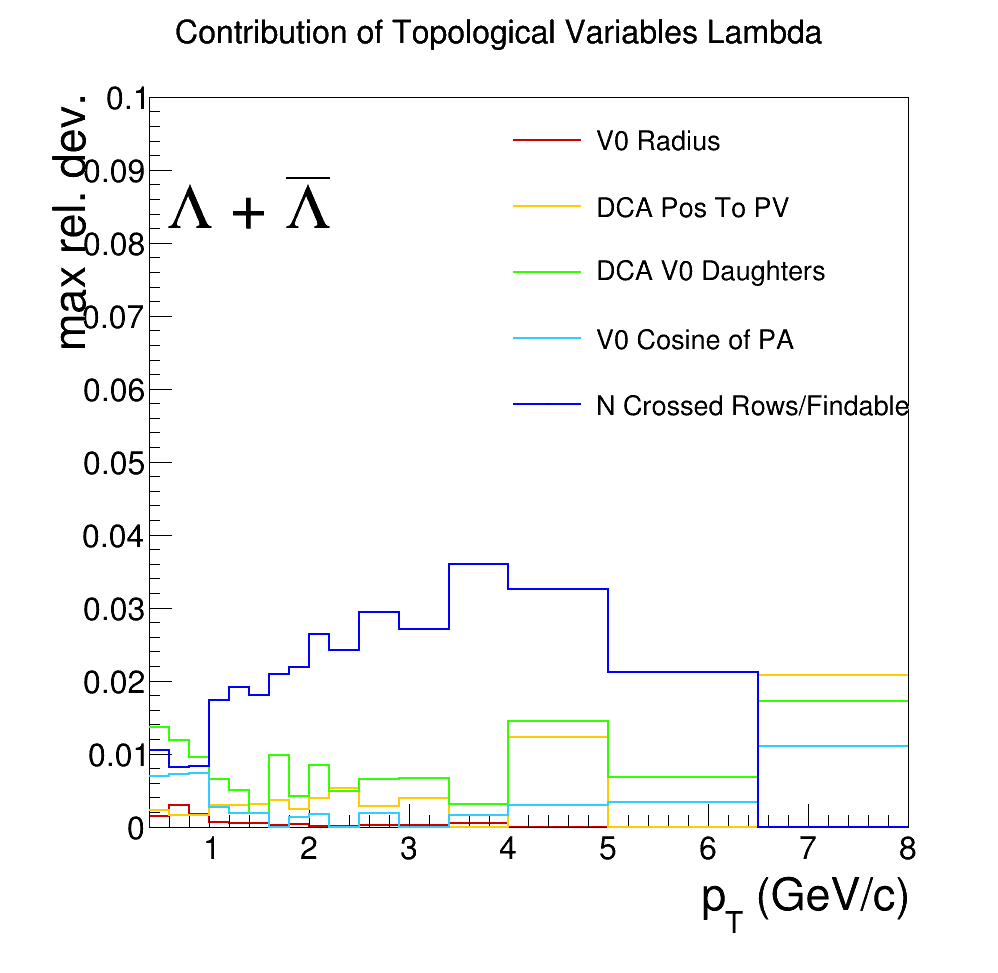 Contribution of Topological Variables Lambda
max rel. dev.
0.1
0.09
0.08
0.07
0.06
0.05
0.04
0.03
0.02
0.01
0
Λ + Λ̅
V0 Radius
DCA Pos To PV
DCA V0 Daughters
V0 Cosine of PA
N Crossed Rows/Findable
1 2 3 4 5 6 7 8
p_T (GeV/c)